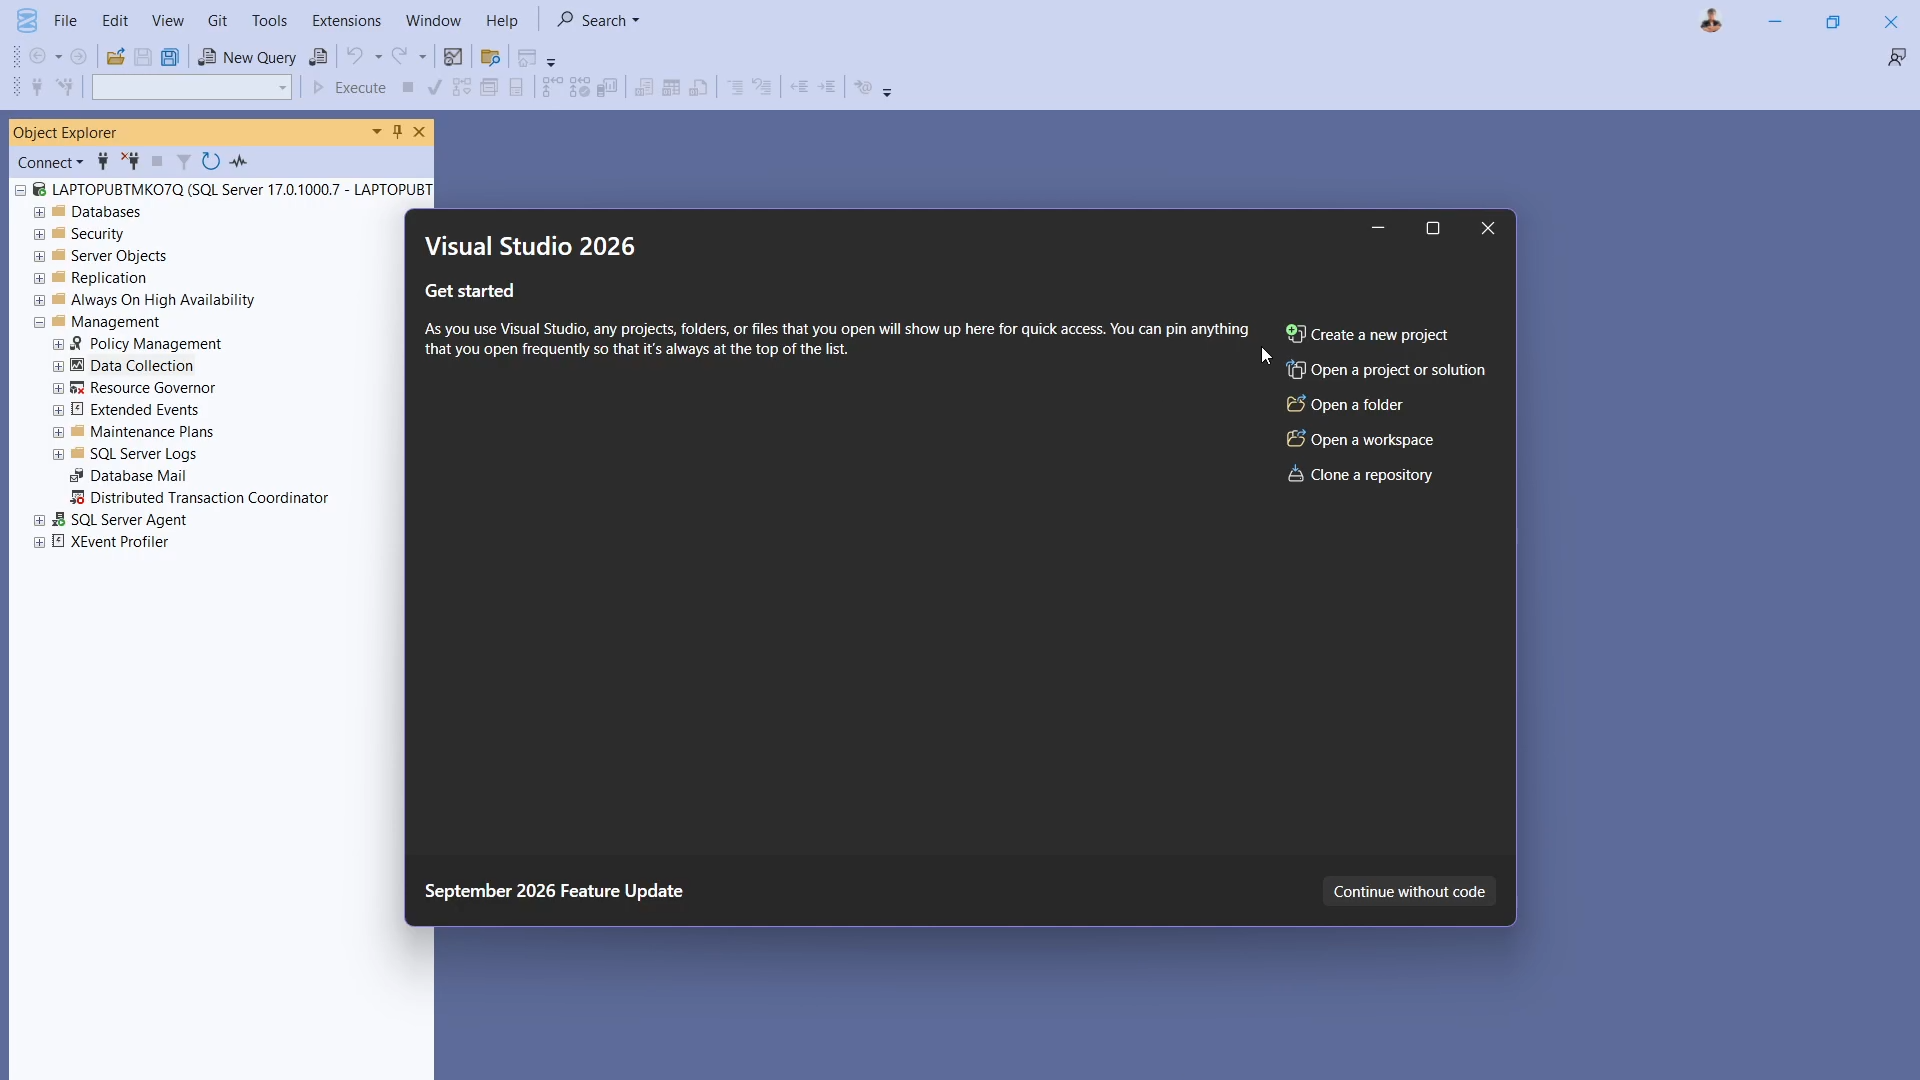 File Edit View Git Tools Extensions Window Help Search
New Query
Execute
Object Explorer
Connect
LAPTOPUBTMKO7Q (SQL Server 17.0.1000.7 - LAPTOPUBT
Databases
Security
Server Objects
Replication
Always On High Availability
Management
Policy Management
Data Collection
Resource Governor
Extended Events
Maintenance Plans
SQL Server Logs
Database Mail
Distributed Transaction Coordinator
SQL Server Agent
XEvent Profiler
Visual Studio 2026
Get started
As you use Visual Studio, any projects, folders, or files that you open will show up here for quick access. You can pin anything
that you open frequently so that it's always at the top of the list.
Create a new project
Open a project or solution
Open a folder
Open a workspace
Clone a repository
September 2026 Feature Update
Continue without code